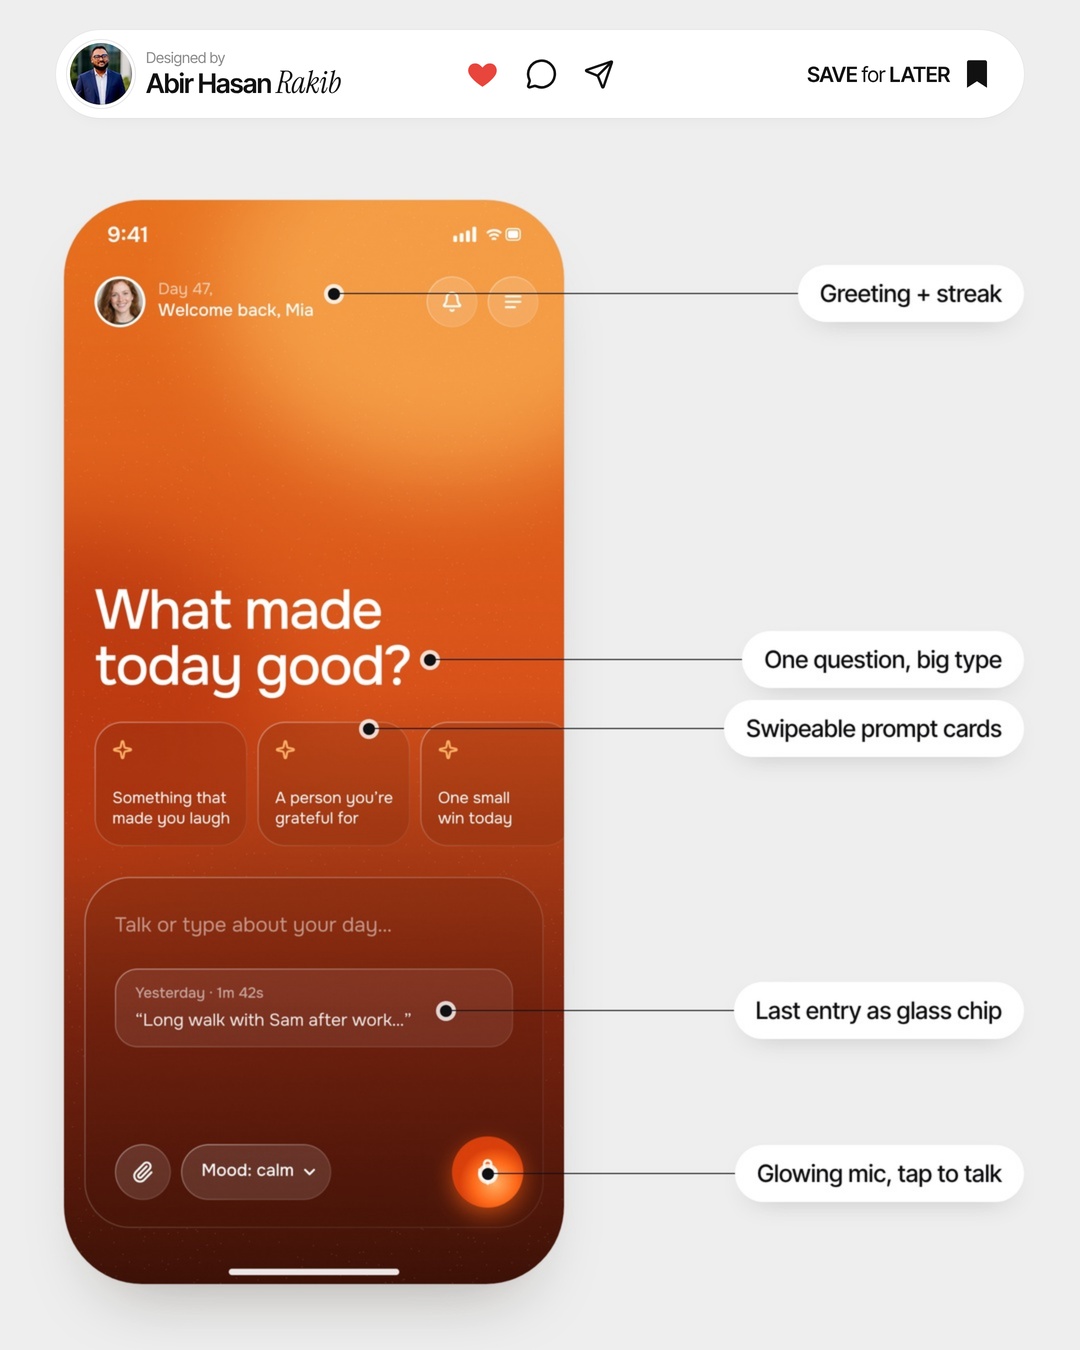 Designed by
Abir Hasan Rakib
SAVE for LATER
9:41
Day 47,
Welcome back, Mia
Greeting + streak
What made
today good?
One question, big type
Swipeable prompt cards
Something that
made you laugh
A person you're
grateful for
One small
win today
Talk or type about your day...
Yesterday · 1m 42s
“Long walk with Sam after work...”
Last entry as glass chip
Mood: calm
Glowing mic, tap to talk